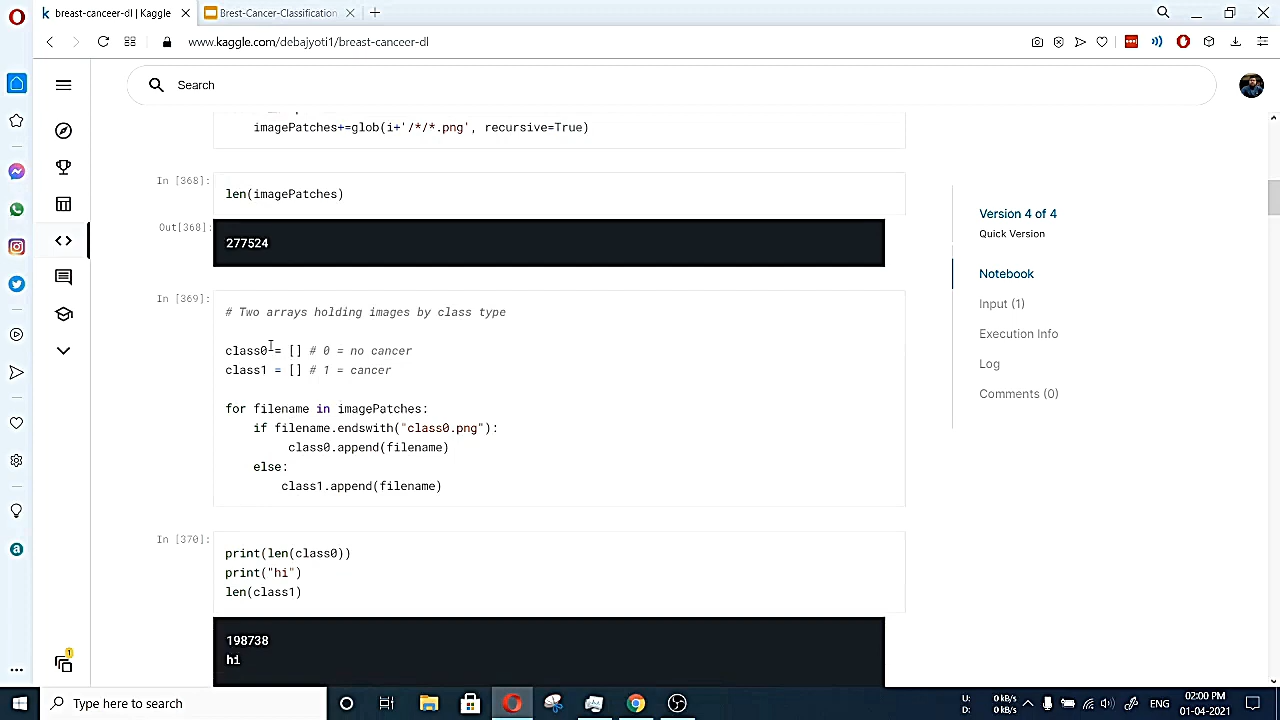 breast-canceer-dl | Kaggle
Brest-Cancer-Classification
www.kaggle.com/debajyoti1/breast-canceer-dl
Search
imagePatches+=glob(i+'/*/*.png', recursive=True)
In [368]:
len(imagePatches)
Out[368]:
277524
In [369]:
# Two arrays holding images by class type
class0 = [] # 0 = no cancer
class1 = [] # 1 = cancer
for filename in imagePatches:
if filename.endswith("class0.png"):
class0.append(filename)
else:
class1.append(filename)
In [370]:
print(len(class0))
print("hi")
len(class1)
198738
hi
Version 4 of 4
Quick Version
Notebook
Input (1)
Execution Info
Log
Comments (0)
1
Type here to search
U: 0 kB/s
D: 0 kB/s
ENG
02:00 PM
01-04-2021